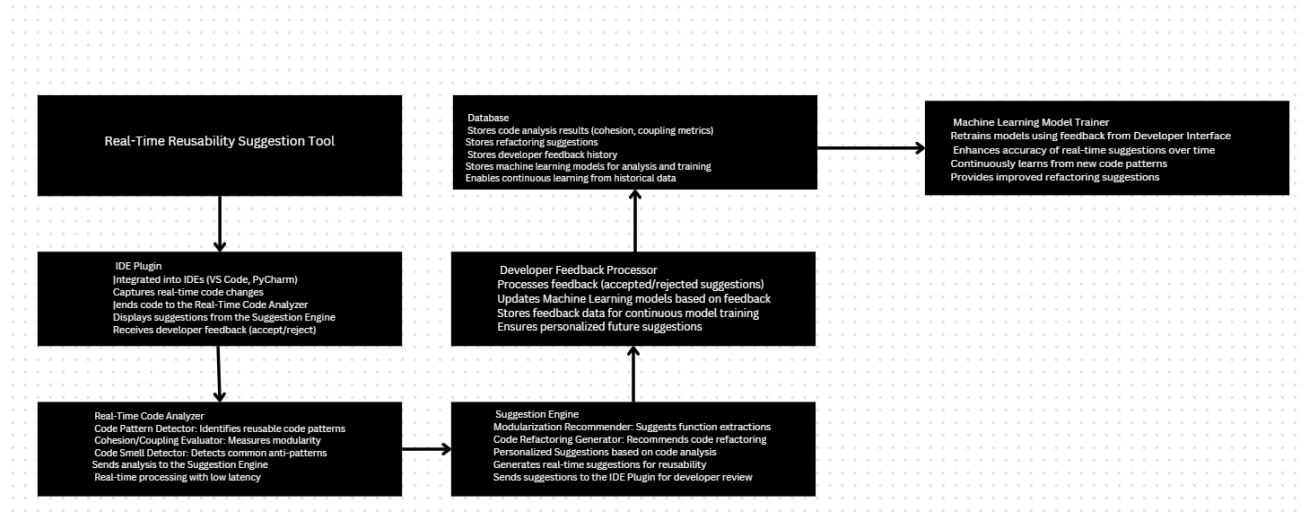 Real-Time Reusability Suggestion Tool
IDE Plugin
Integrated into IDEs (VS Code, PyCharm)
Captures real-time code changes
lends code to the Real-Time Code Analyzer
Displays suggestions from the Suggestion Engine
Receives developer feedback (accept/reject)
Real-Time Code Analyzer
Code Pattern Detector: Identifies reusable code patterns
Cohesion/Coupling Evaluator: Measures modularity
Code Smell Detector: Detects common anti-patterns
Sends analysis to the Suggestion Engine
Real-time processing with low latency
Suggestion Engine
Modularization Recommender: Suggests function extractions
Code Refactoring Generator: Recommends code refactoring
Personalized Suggestions based on code analysis
Generates real-time suggestions for reusability
Sends suggestions to the IDE Plugin for developer review
Developer Feedback Processor
Processes feedback (accepted/rejected suggestions)
Updates Machine Learning models based on feedback
Stores feedback data for continuous model training
Ensures personalized future suggestions
Database
Stores code analysis results (cohesion, coupling metrics)
Stores refactoring suggestions
Stores developer feedback history
Stores machine learning models for analysis and training
Enables continuous learning from historical data
Machine Learning Model Trainer
Retrains models using feedback from Developer Interface
Enhances accuracy of real-time suggestions over time
Continuously learns from new code patterns
Provides improved refactoring suggestions